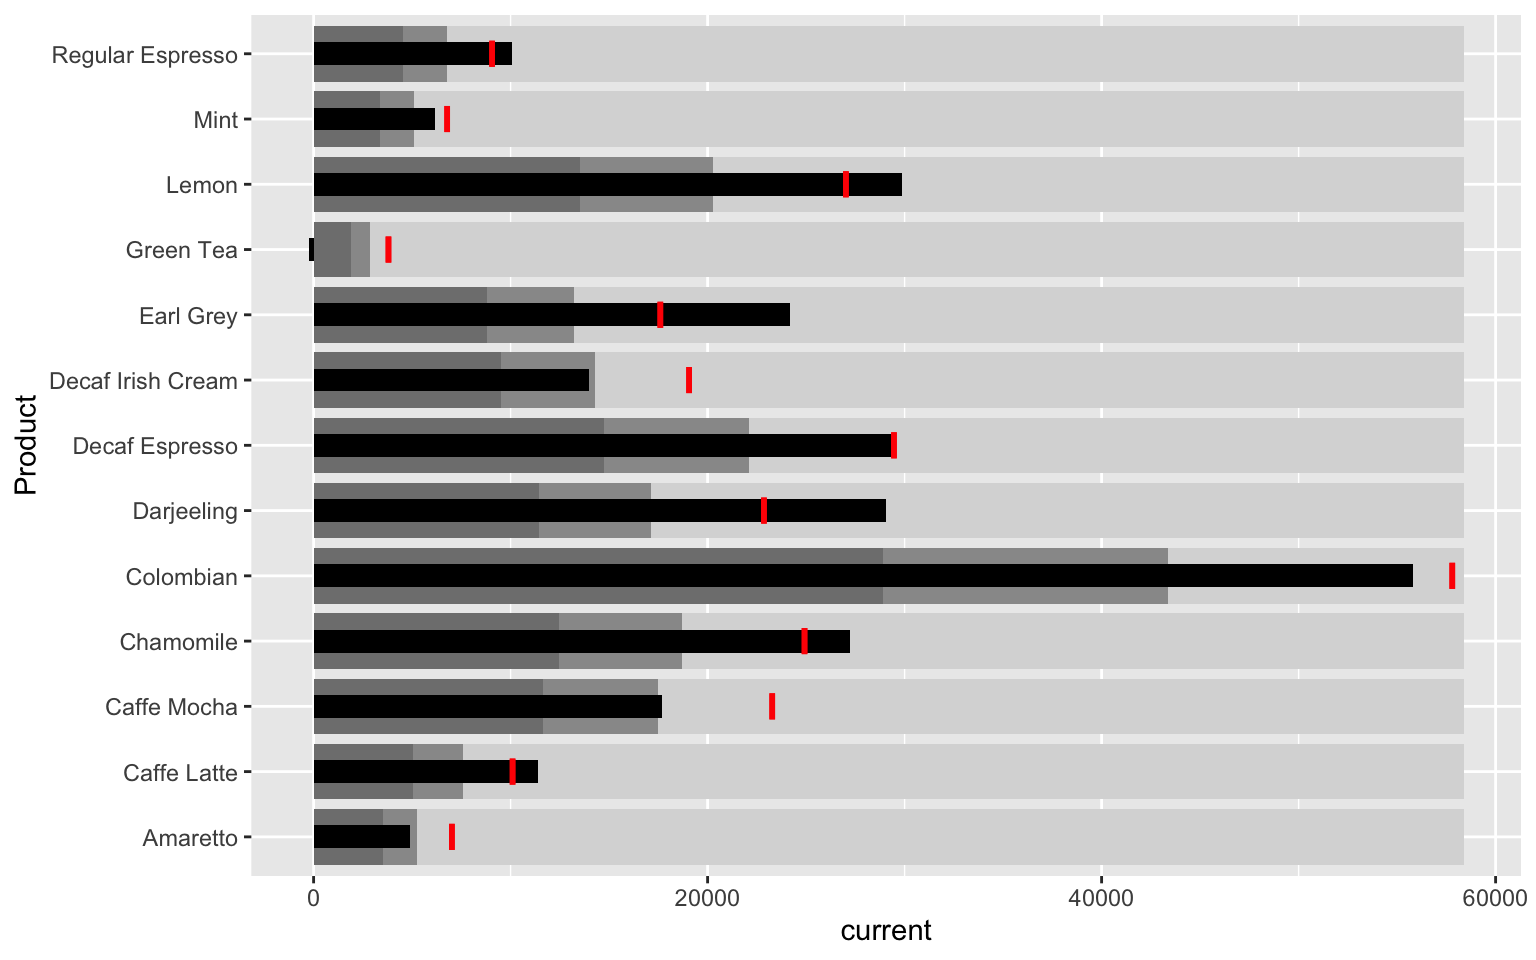 Product
Regular Espresso
Mint
Lemon
Green Tea
Earl Grey
Decaf Irish Cream
Decaf Espresso
Darjeeling
Colombian
Chamomile
Caffe Mocha
Caffe Latte
Amaretto
0 20000 40000 60000
current